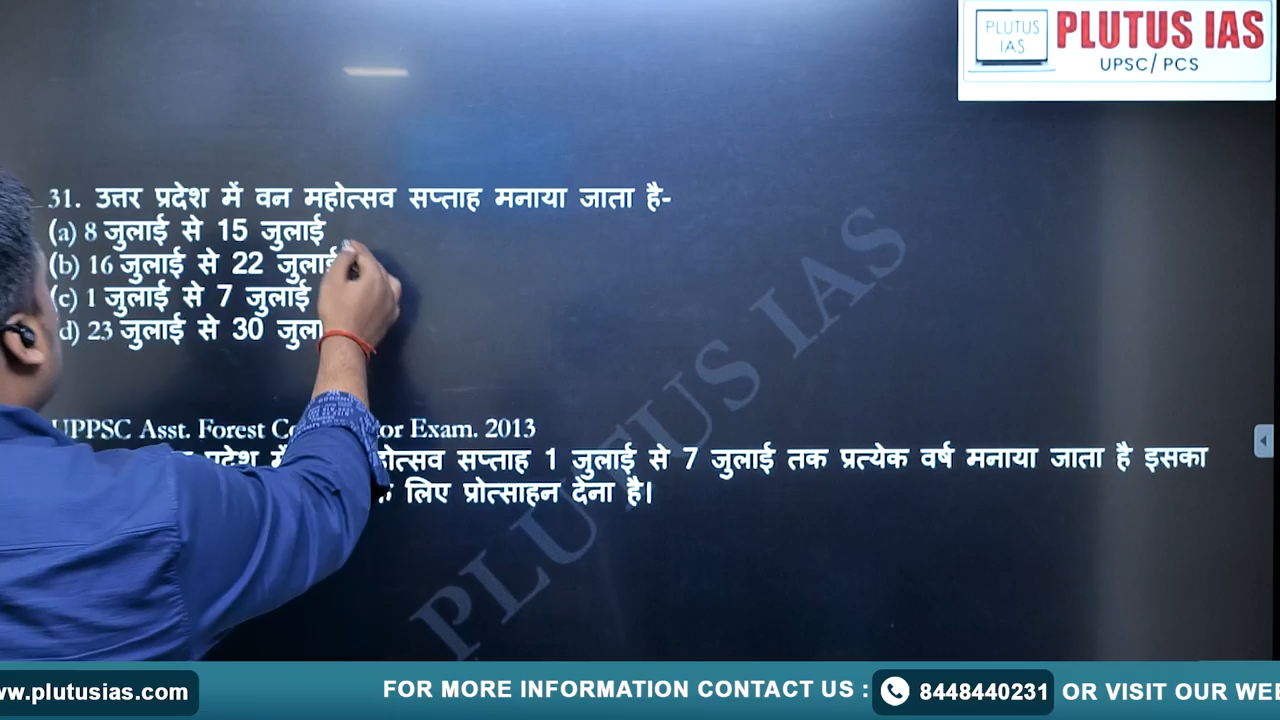 PLUTUS IAS
PLUTUS IAS
UPSC/ PCS
31. उत्तर प्रदेश में वन महोत्सव सप्ताह मनाया जाता है-
(a) 8 जुलाई से 15 जुलाई
(b) 16 जुलाई से 22 जुलाई
(c) 1 जुलाई से 7 जुलाई
d) 23 जुलाई से 30
UPPSC Asst. Forest Exam. 2013
सप्ताह 1 जुलाई से 7 जुलाई तक प्रत्येक वर्ष मनाया जाता है इसका
लिए प्रोत्साहन देना है।
PLUTUS IAS
www.plutusias.com
FOR MORE INFORMATION CONTACT US :
8448440231
OR VISIT OUR